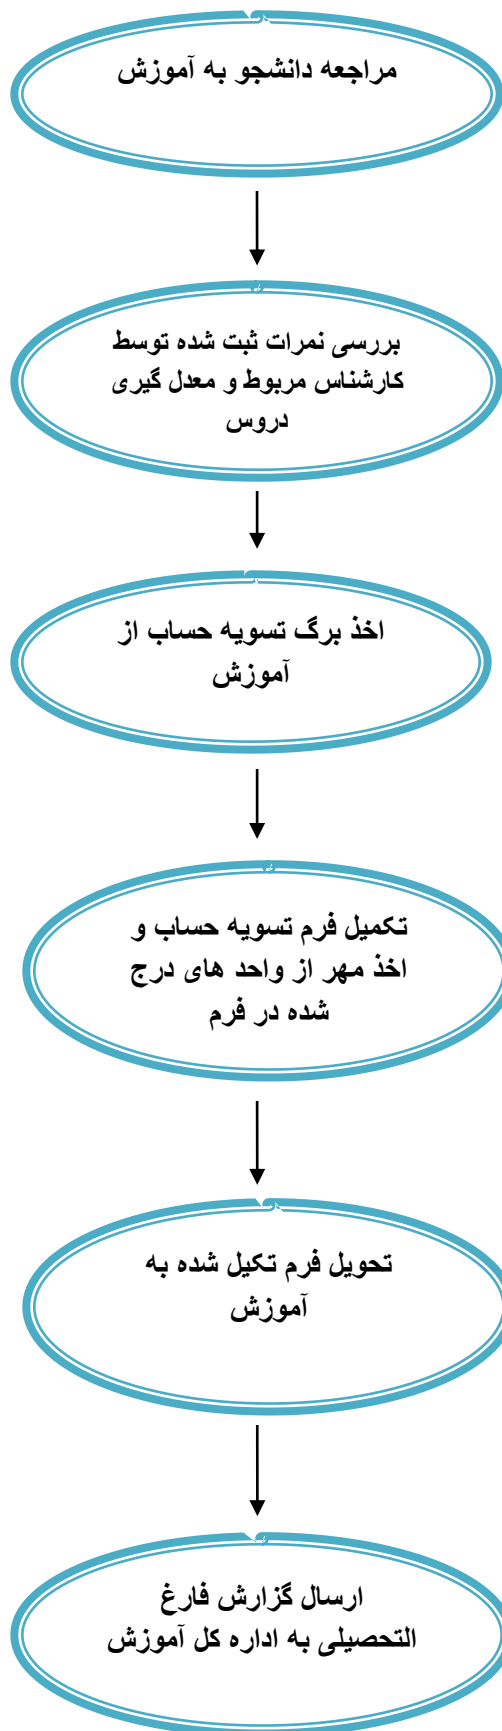 مراجعه دانشجو به آموزش
بررسی نمرات ثبت شده توسط
کارشناس مربوط و معدل گیری
دروس
اخذ برگ تسویه حساب از
آموزش
تکمیل فرم تسویه حساب و
اخذ مهر از واحد های درج
شده در فرم
تحویل فرم تکیل شده به
آموزش
ارسال گزارش فارغ
التحصیلی به اداره کل آموزش